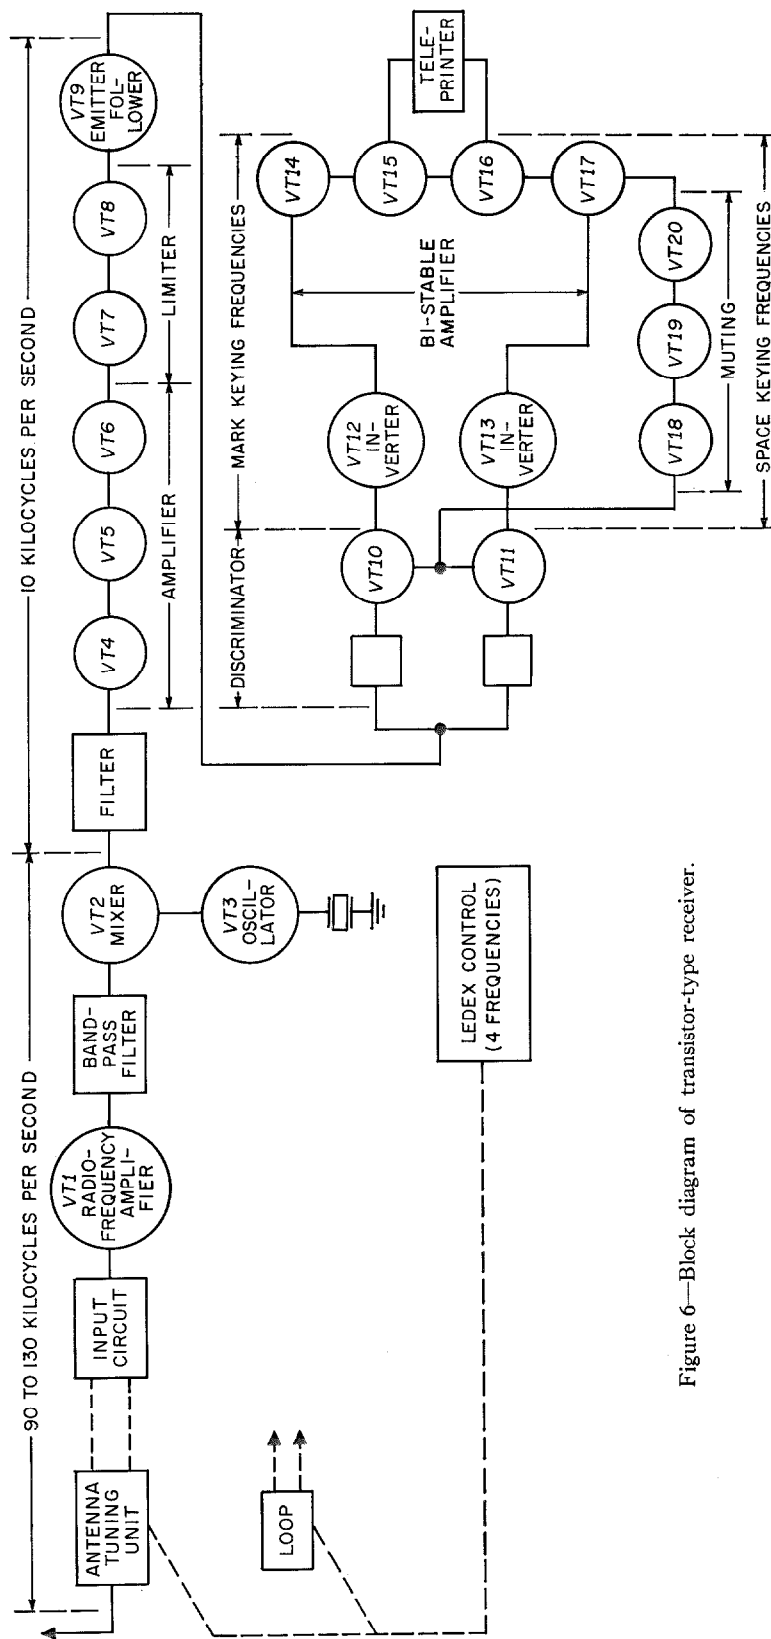 90 TO 130 KILOCYCLES PER SECOND
10 KILOCYCLES PER SECOND
ANTENNA
TUNING
UNIT
INPUT
CIRCUIT
VT1
RADIO-
FREQUENCY
AMPLI-
FIER
BAND-
PASS
FILTER
VT2
MIXER
FILTER
VT4
VT5
VT6
VT7
VT8
VT9
EMITTER
FOL-
LOWER
AMPLIFIER
LIMITER
VT3
OSCIL-
LATOR
LOOP
LEDEX CONTROL
(4 FREQUENCIES)
DISCRIMINATOR
MARK KEYING FREQUENCIES
VT10
VT12
IN-
VERTER
VT14
VT15
VT16
VT17
TELE-
PRINTER
BI-STABLE
AMPLIFIER
VT11
VT13
IN-
VERTER
VT18
VT19
VT20
MUTING
SPACE KEYING FREQUENCIES
Figure 6—Block diagram of transistor-type receiver.